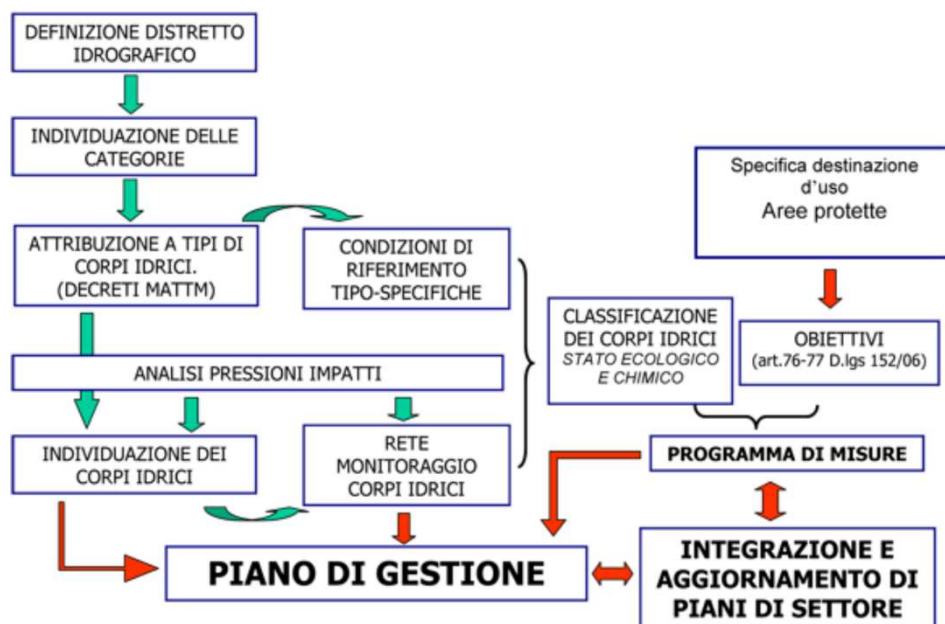 DEFINIZIONE DISTRETTO
IDROGRAFICO
INDIVIDUAZIONE DELLE
CATEGORIE
ATTRIBUZIONE A TIPI DI
CORPI IDRICI.
(DECRETI MATTM)
CONDIZIONI DI
RIFERIMENTO
TIPO-SPECIFICHE
Specifica destinazione
d'uso
Aree protette
CLASSIFICAZIONE
DEI CORPI IDRICI
STATO ECOLOGICO
E CHIMICO
OBIETTIVI
(art.76-77 D.lgs 152/06)
ANALISI PRESSIONI IMPATTI
INDIVIDUAZIONE DEI
CORPI IDRICI
RETE
MONITORAGGIO
CORPI IDRICI
PROGRAMMA DI MISURE
PIANO DI GESTIONE
INTEGRAZIONE E
AGGIORNAMENTO DI
PIANI DI SETTORE